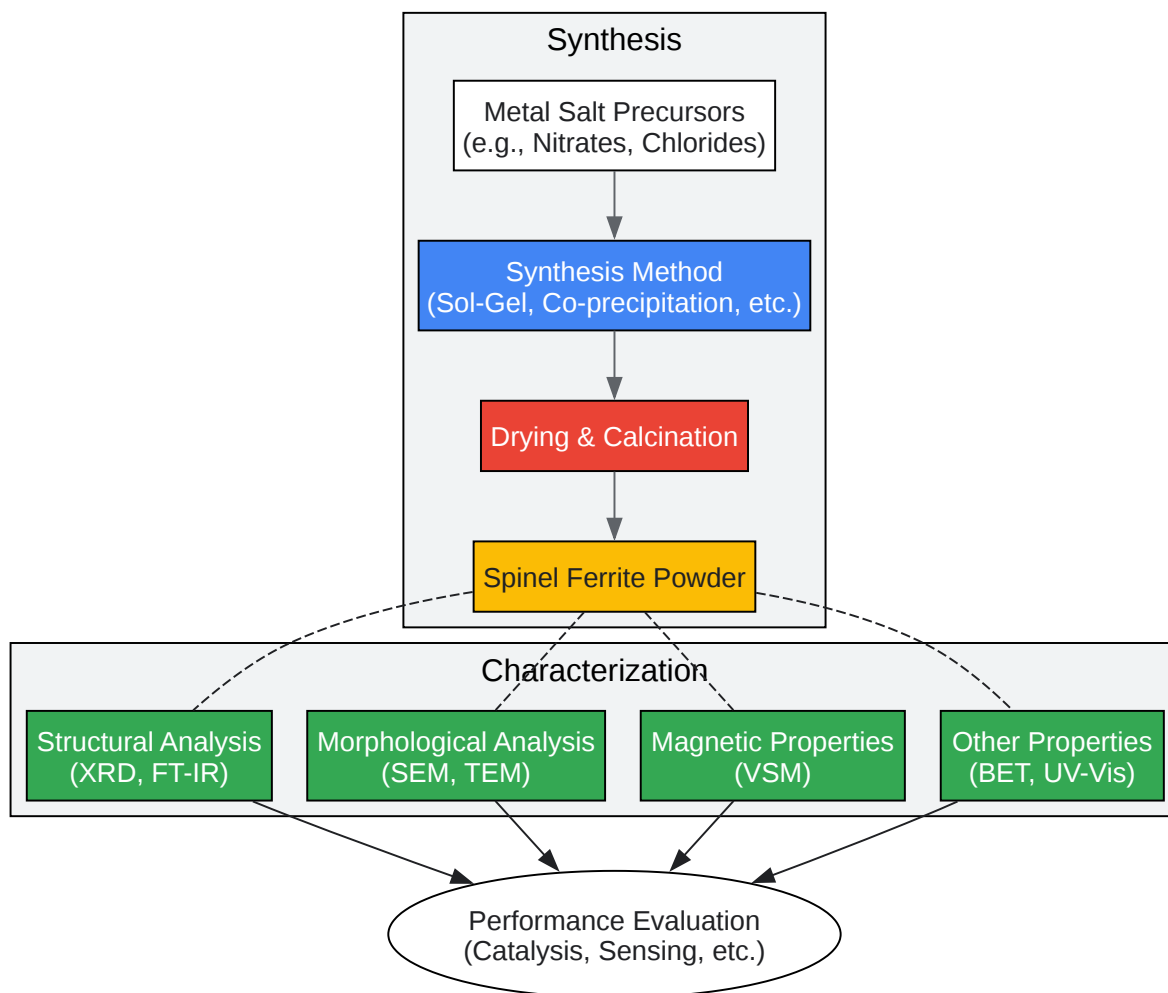 Synthesis
Metal Salt Precursors
(e.g., Nitrates, Chlorides)
Synthesis Method
(Sol-Gel, Co-precipitation, etc.)
Drying & Calcination
Spinel Ferrite Powder
Characterization
Structural Analysis
(XRD, FT-IR)
Morphological Analysis
(SEM, TEM)
Magnetic Properties
(VSM)
Other Properties
(BET, UV-Vis)
Performance Evaluation
(Catalysis, Sensing, etc.)